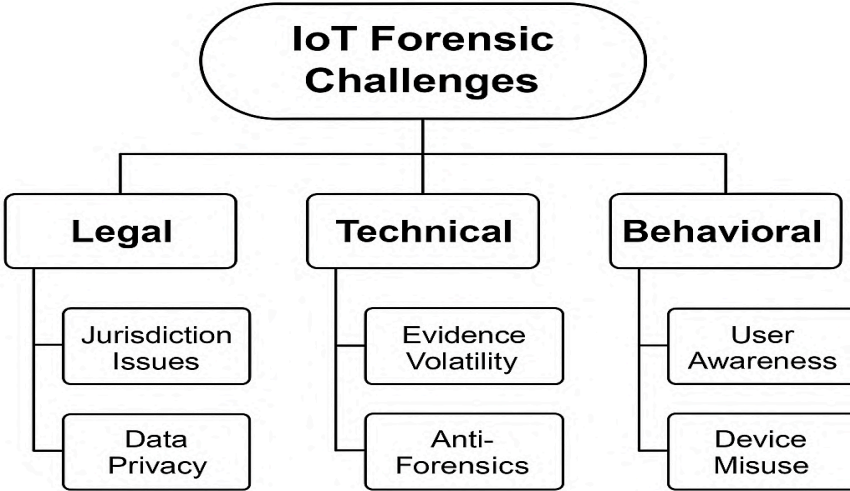 IoT Forensic
Challenges
Legal
Technical
Behavioral
Jurisdiction
Issues
Evidence
Volatility
User
Awareness
Data
Privacy
Anti-
Forensics
Device
Misuse